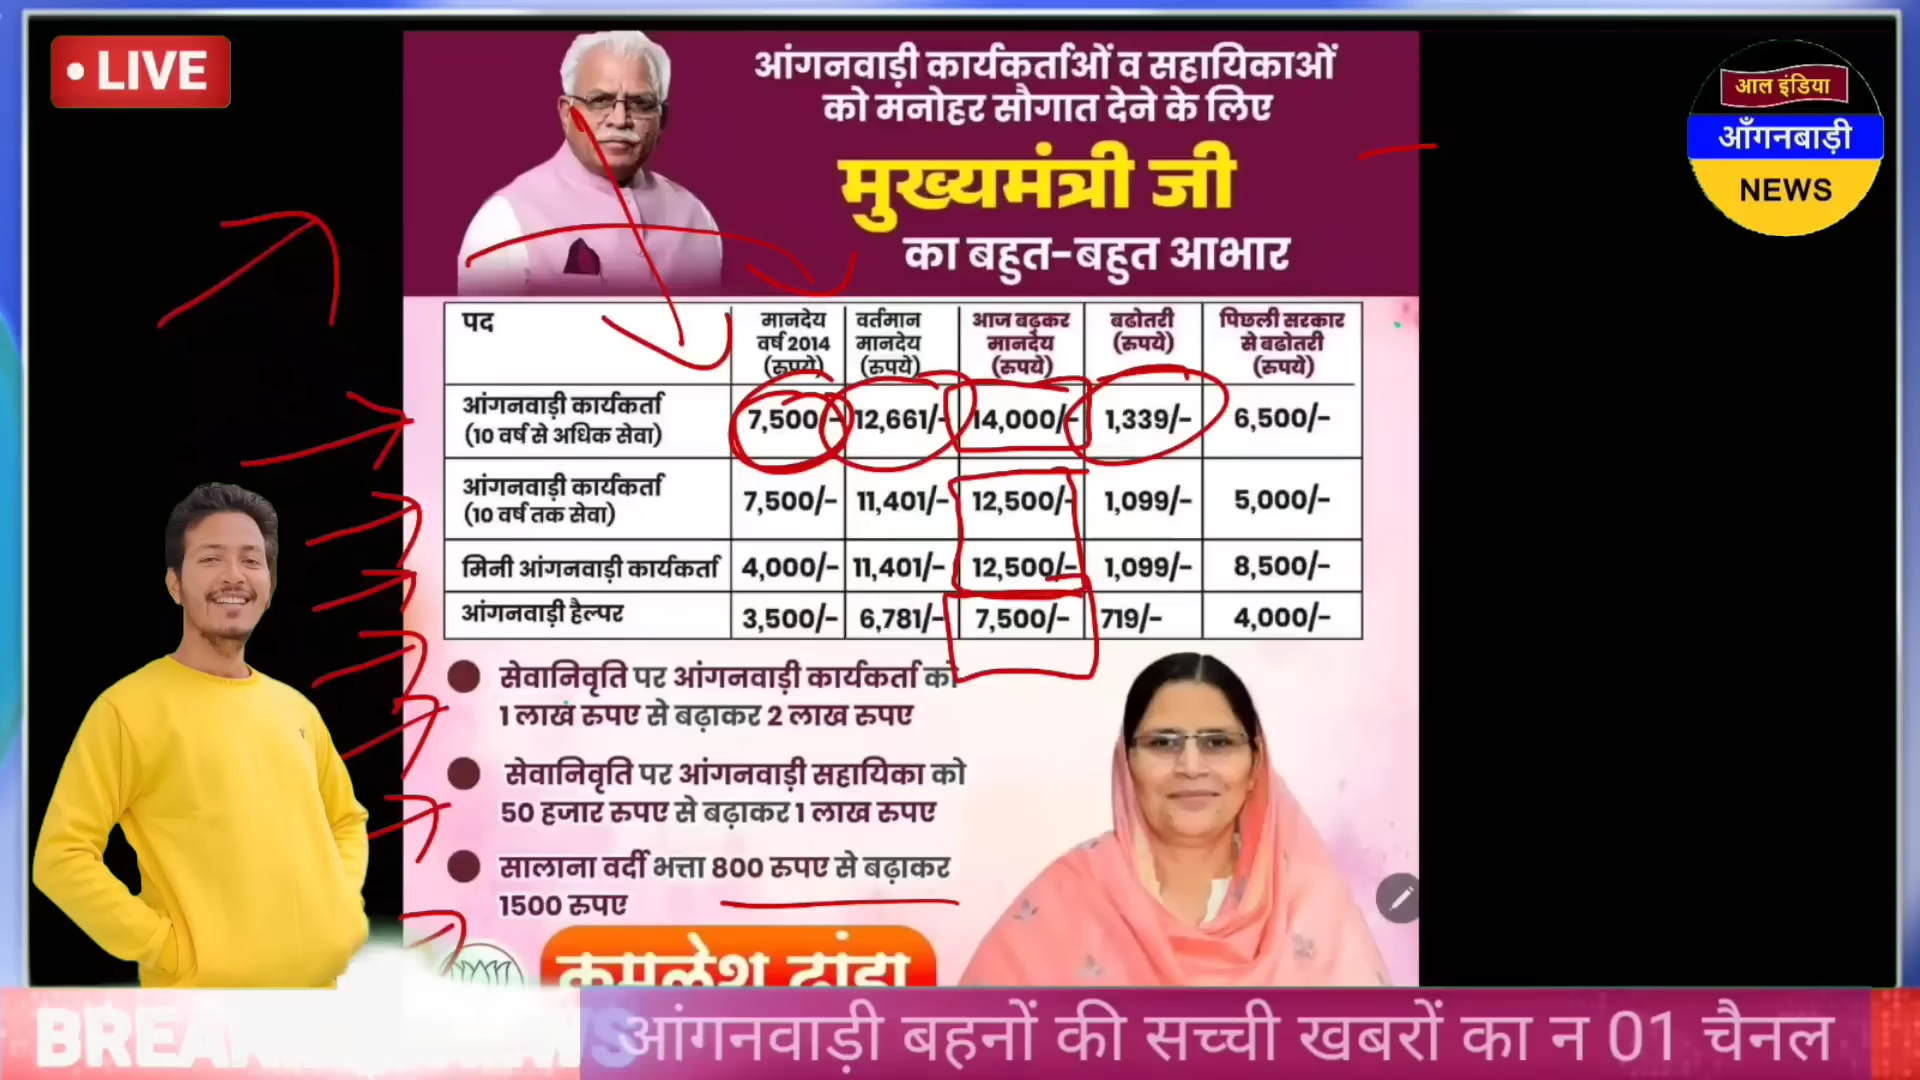 • LIVE
आंगनवाड़ी कार्यकर्ताओं व सहायिकाओं
को मनोहर सौगात देने के लिए
मुख्यमंत्री जी
का बहुत-बहुत आभार
आल इंडिया
आँगनबाड़ी
NEWS
पद मानदेय वर्ष 2014 (रुपये) वर्तमान मानदेय (रुपये) आज बढ़कर मानदेय (रुपये) बढोतरी (रुपये) पिछली सरकार से बढोतरी (रुपये)
आंगनवाड़ी कार्यकर्ता (10 वर्ष से अधिक सेवा) 7,500/- 12,661/- 14,000/- 1,339/- 6,500/-
आंगनवाड़ी कार्यकर्ता (10 वर्ष तक सेवा) 7,500/- 11,401/- 12,500/- 1,099/- 5,000/-
मिनी आंगनवाड़ी कार्यकर्ता 4,000/- 11,401/- 12,500/- 1,099/- 8,500/-
आंगनवाड़ी हैल्पर 3,500/- 6,781/- 7,500/- 719/- 4,000/-
सेवानिवृति पर आंगनवाड़ी कार्यकर्ता को
1 लाख रुपए से बढ़ाकर 2 लाख रुपए
सेवानिवृति पर आंगनवाड़ी सहायिका को
50 हजार रुपए से बढ़ाकर 1 लाख रुपए
सालाना वर्दी भत्ता 800 रुपए से बढ़ाकर
1500 रुपए
कमलेश ढांडा
आंगनवाड़ी बहनों की सच्ची खबरों का न 01 चैनल